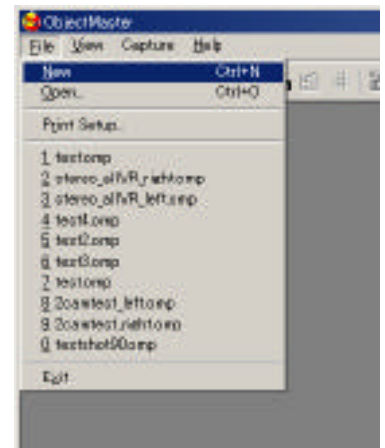 ObjectMaster
File View Capture Help
New Ctrl+N
Open... Ctrl+O
Print Setup...
1 test.omp
2 stereo_allVR_right.omp
3 stereo_allVR_left.omp
4 test4.omp
5 test2.omp
6 test3.omp
7 test.omp
8 2camtest_left.omp
9 2camtest_right.omp
0 testshot90.omp
Exit